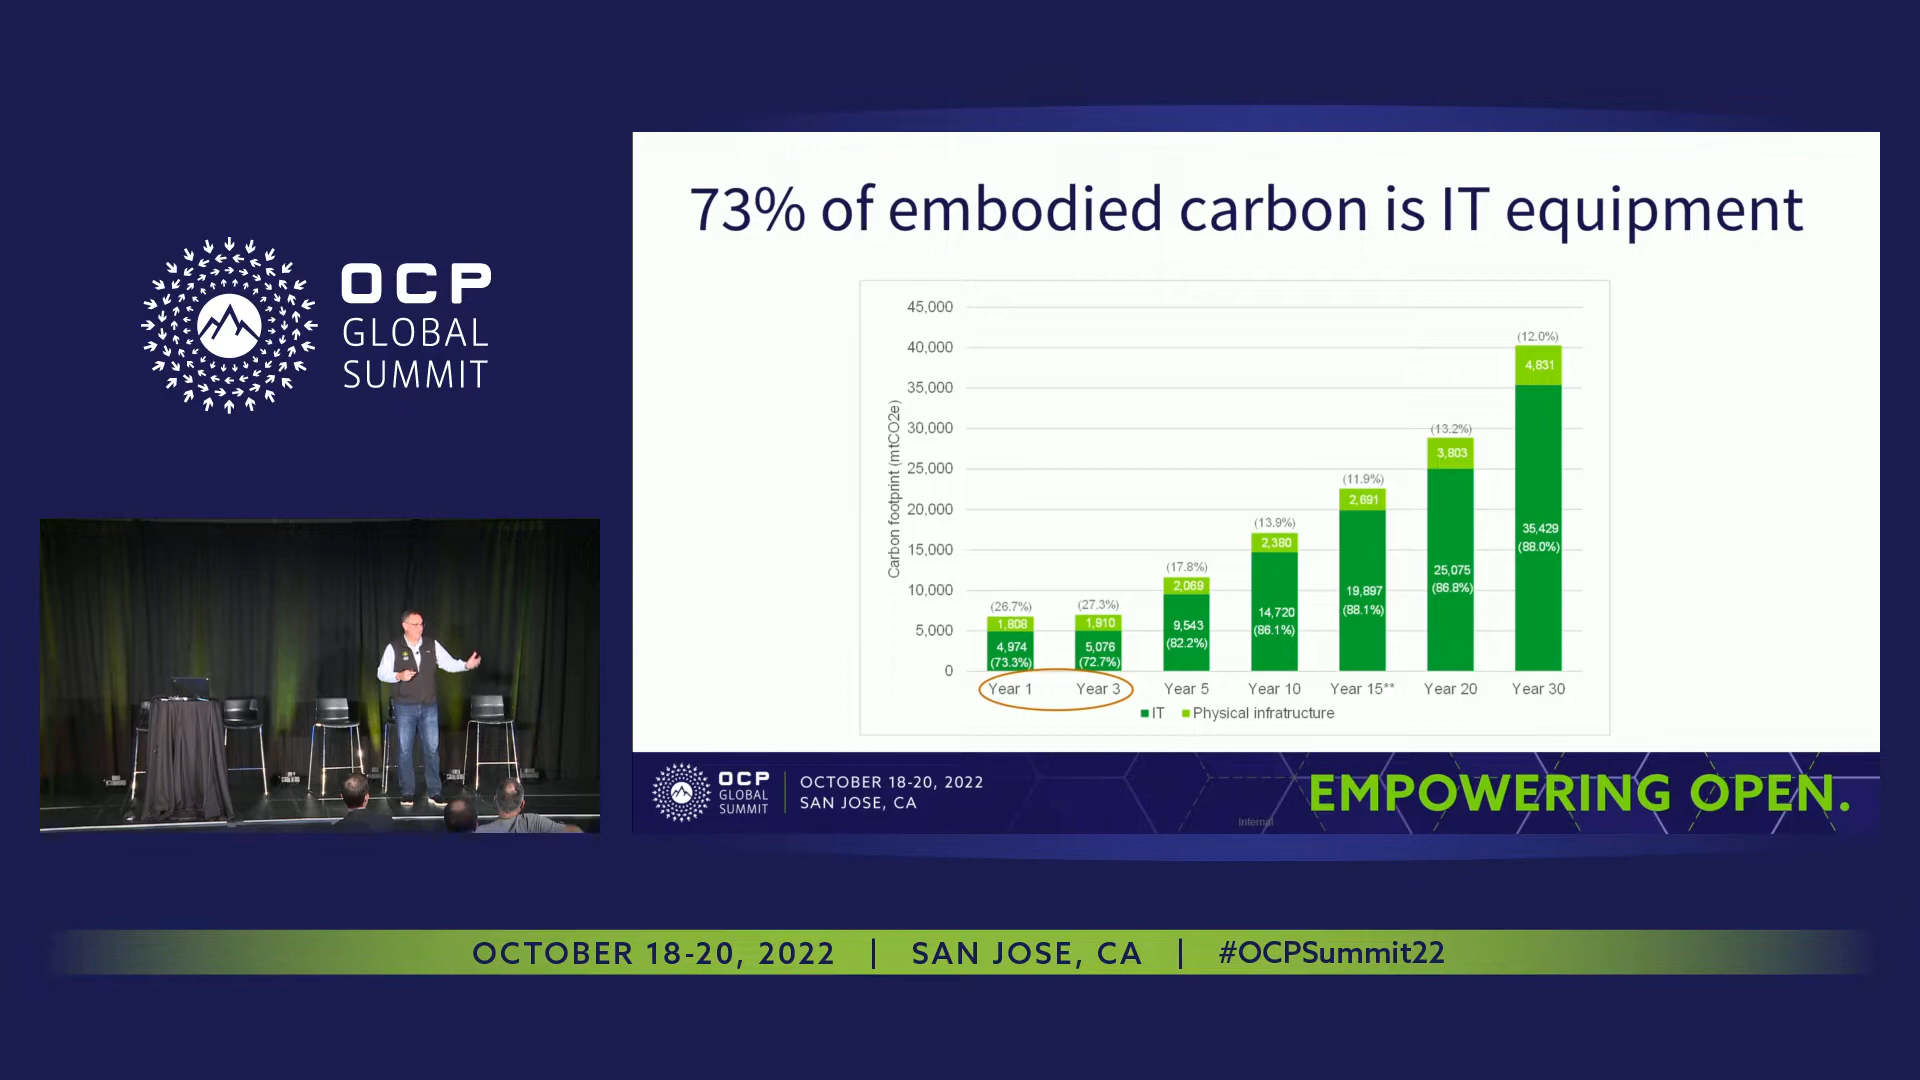 OCP
GLOBAL
SUMMIT
73% of embodied carbon is IT equipment
Carbon footprint (mtCO2e)
45,000
40,000
35,000
30,000
25,000
20,000
15,000
10,000
5,000
0
(26.7%)
1,808
4,974
(73.3%)
(27.3%)
1,910
5,076
(72.7%)
(17.8%)
2,069
9,543
(82.2%)
(13.9%)
2,380
14,720
(86.1%)
(11.9%)
2,691
19,897
(88.1%)
(13.2%)
3,803
25,075
(86.8%)
(12.0%)
4,831
35,429
(88.0%)
Year 1 Year 3 Year 5 Year 10 Year 15** Year 20 Year 30
IT Physical infratructure
OCP
GLOBAL
SUMMIT
OCTOBER 18-20, 2022
SAN JOSE, CA
EMPOWERING OPEN.
Internal
OCTOBER 18-20, 2022 | SAN JOSE, CA | #OCPSummit22